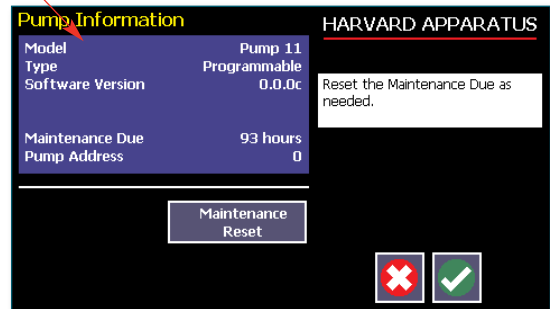 Pump Information
HARVARD APPARATUS
Model Pump 11
Type Programmable
Software Version 0.0.0c
Maintenance Due 93 hours
Pump Address 0
Reset the Maintenance Due as
needed.
Maintenance
Reset